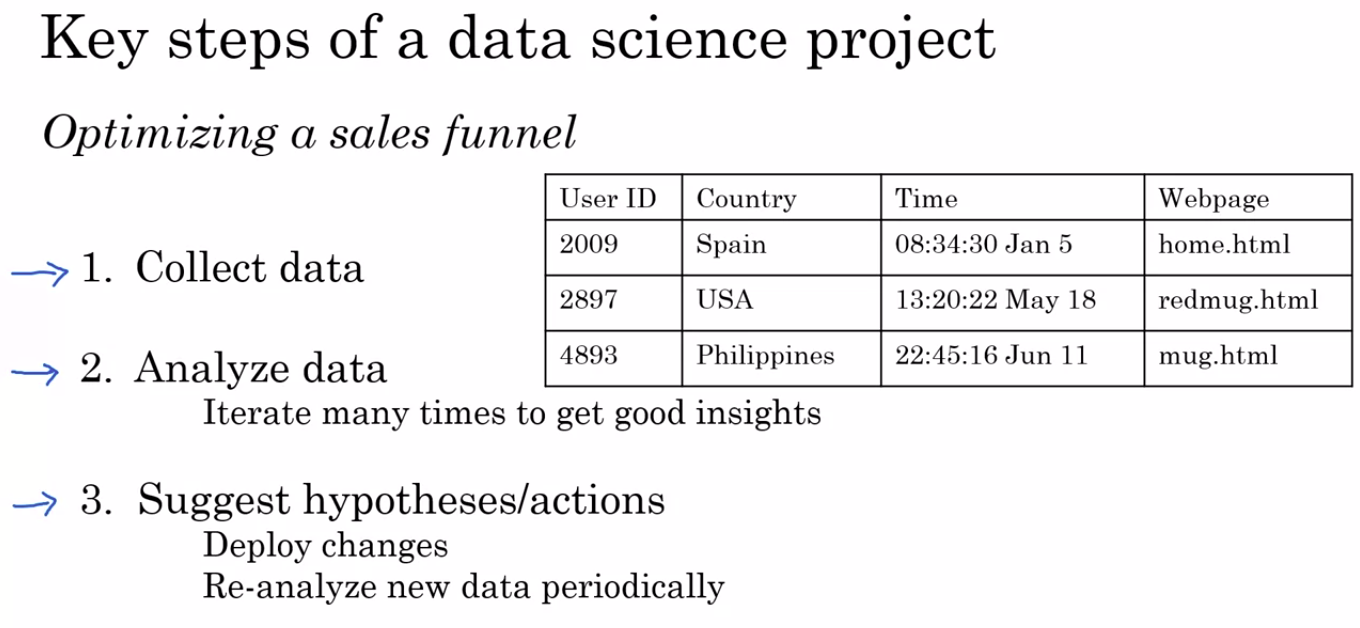 Key steps of a data science project
Optimizing a sales funnel
User ID Country Time Webpage
2009 Spain 08:34:30 Jan 5 home.html
2897 USA 13:20:22 May 18 redmug.html
4893 Philippines 22:45:16 Jun 11 mug.html
1. Collect data
2. Analyze data
Iterate many times to get good insights
3. Suggest hypotheses/actions
Deploy changes
Re-analyze new data periodically